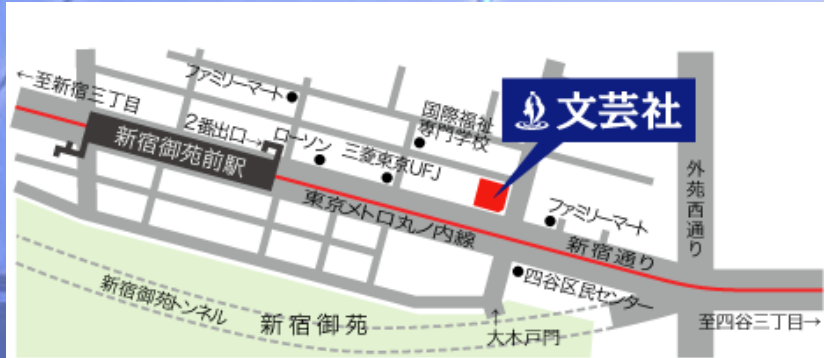 ←至新宿三丁目
ファミリーマート
2番出口→
新宿御苑前駅
ローソン
三菱東京UFJ
国際福祉
専門学校
文芸社
東京メトロ丸ノ内線
ファミリーマート
新宿通り
外苑西通り
四谷区民センター
新宿御苑トンネル
新宿御苑
↑
大木戸門
至四谷三丁目→